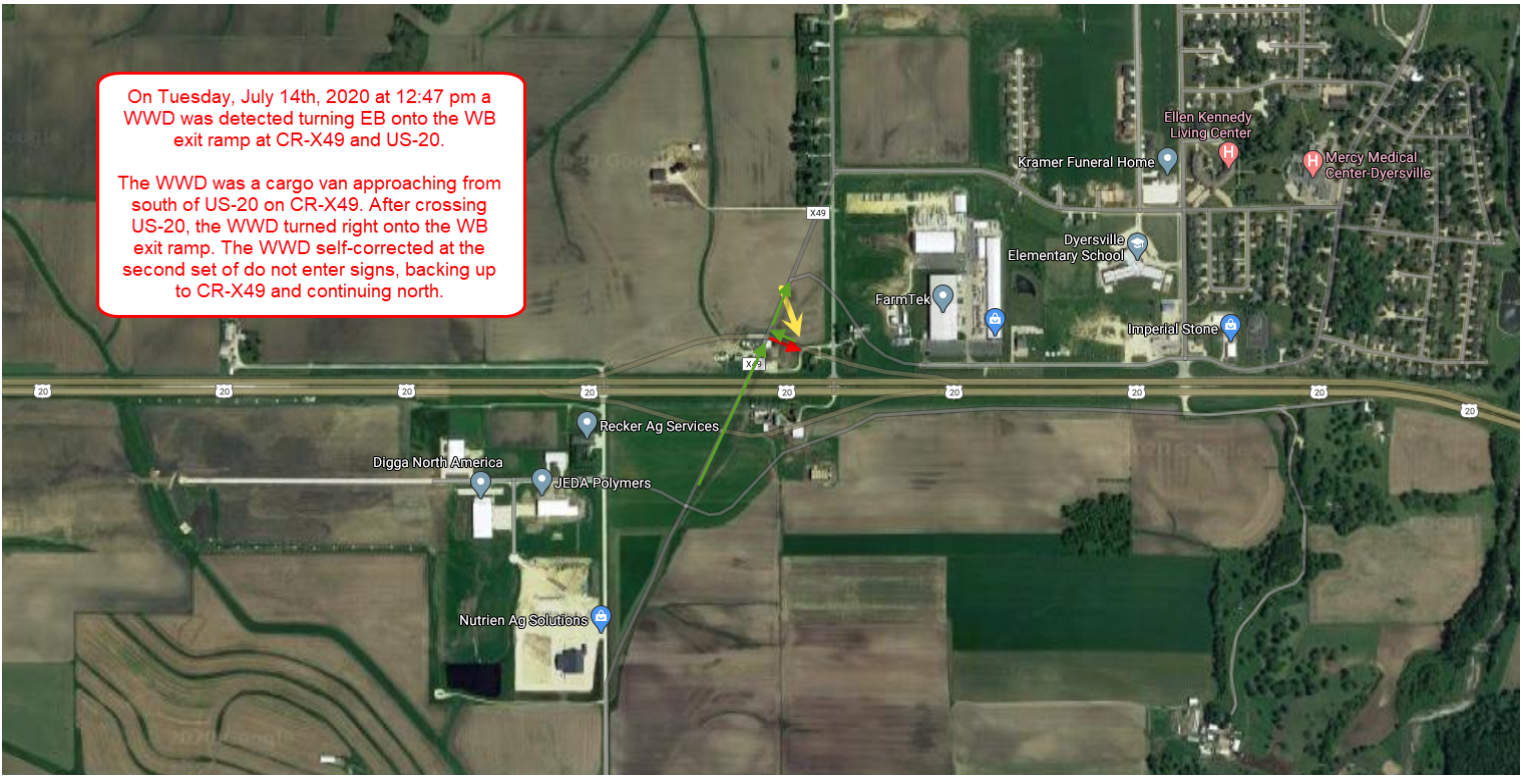 On Tuesday, July 14th, 2020 at 12:47 pm a
WWD was detected turning EB onto the WB
exit ramp at CR-X49 and US-20.
The WWD was a cargo van approaching from
south of US-20 on CR-X49. After crossing
US-20, the WWD turned right onto the WB
exit ramp. The WWD self-corrected at the
second set of do not enter signs, backing up
to CR-X49 and continuing north.
Ellen Kennedy
Living Center
Kramer Funeral Home
H
H
Mercy Medical
Center-Dyersville
X49
Dyersville
Elementary School
FarmTek
Imperial Stone
X49
20
20
20
20
20
20
20
20
20
Recker Ag Services
Digga North America
JEDA Polymers
Nutrien Ag Solutions